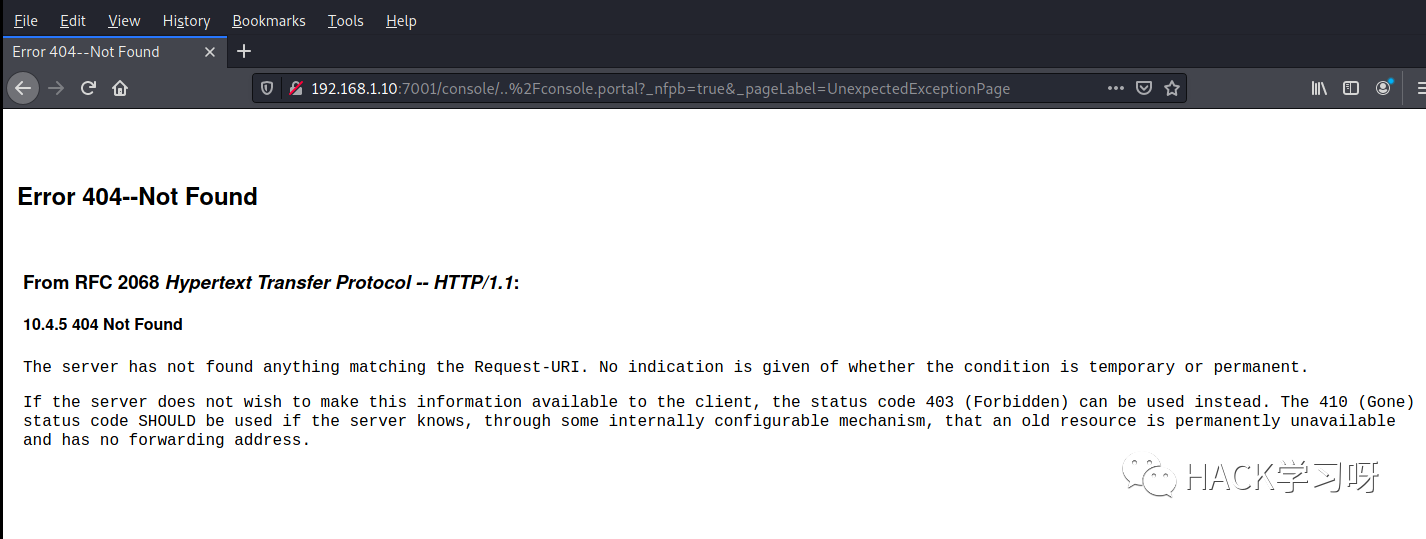 File Edit View History Bookmarks Tools Help
Error 404--Not Found
192.168.1.10:7001/console/..%2Fconsole.portal?_nfpb=true&_pageLabel=UnexpectedExceptionPage
Error 404--Not Found
From RFC 2068 Hypertext Transfer Protocol -- HTTP/1.1:
10.4.5 404 Not Found
The server has not found anything matching the Request-URI. No indication is given of whether the condition is temporary or permanent.
If the server does not wish to make this information available to the client, the status code 403 (Forbidden) can be used instead. The 410 (Gone)
status code SHOULD be used if the server knows, through some internally configurable mechanism, that an old resource is permanently unavailable
and has no forwarding address.
HACK学习呀